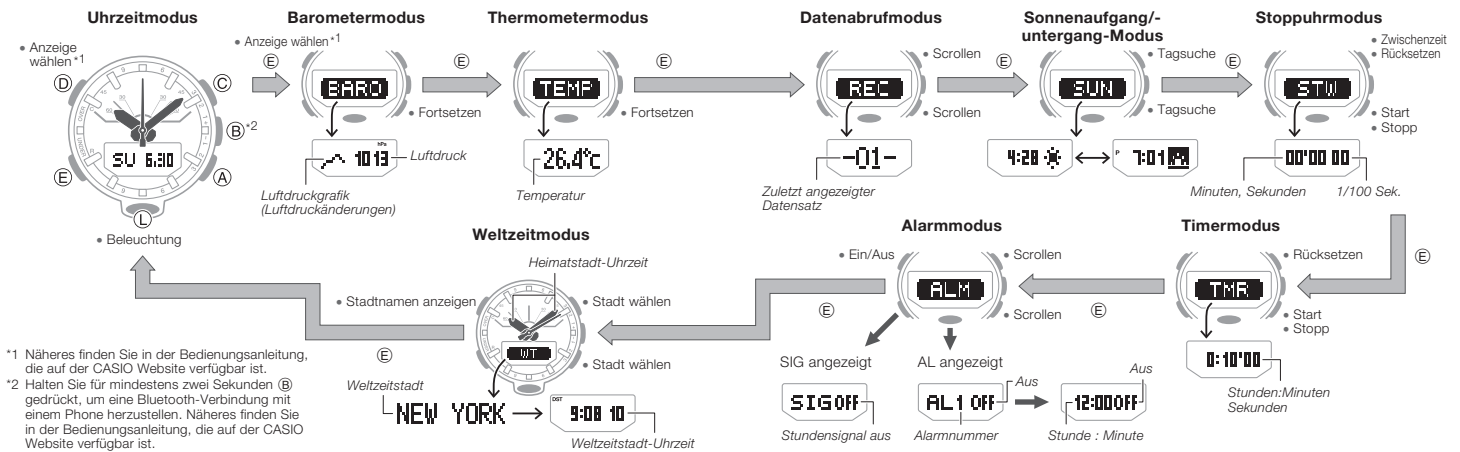 Uhrzeitmodus
• Anzeige
wählen*1
D
C
B*2
A
E
L
SU 6:30
• Beleuchtung
E
Barometermodus
• Anzeige wählen*1
BARO
• Fortsetzen
hPa
1013
Luftdruck
Luftdruckgrafik
(Luftdruckänderungen)
E
Thermometermodus
TEMP
• Fortsetzen
26.4°c
Temperatur
E
Datenabrufmodus
• Scrollen
REC
• Scrollen
-01-
Zuletzt angezeigter
Datensatz
E
Sonnenaufgang/-
untergang-Modus
• Tagsuche
SUN
• Tagsuche
4:28
P 7:01
E
Stoppuhrmodus
• Zwischenzeit
• Rücksetzen
STW
• Start
• Stopp
00'00 00
Minuten, Sekunden
1/100 Sek.
E
Timermodus
• Rücksetzen
TMR
• Start
• Stopp
0:10'00
Stunden:Minuten
Sekunden
E
Alarmmodus
• Ein/Aus
• Scrollen
ALM
• Scrollen
SIG angezeigt
SIGOFF
Stundensignal aus
AL angezeigt
Aus
AL1 OFF
Alarmnummer
Aus
12:00OFF
Stunde : Minute
E
Weltzeitmodus
Heimatstadt-Uhrzeit
• Stadtnamen anzeigen
• Stadt wählen
WT
• Stadt wählen
Weltzeitstadt
NEW YORK
DST
9:08 10
Weltzeitstadt-Uhrzeit
E
*1 Näheres finden Sie in der Bedienungsanleitung,
die auf der CASIO Website verfügbar ist.
*2 Halten Sie für mindestens zwei Sekunden B
gedrückt, um eine Bluetooth-Verbindung mit
einem Phone herzustellen. Näheres finden Sie
in der Bedienungsanleitung, die auf der CASIO
Website verfügbar ist.